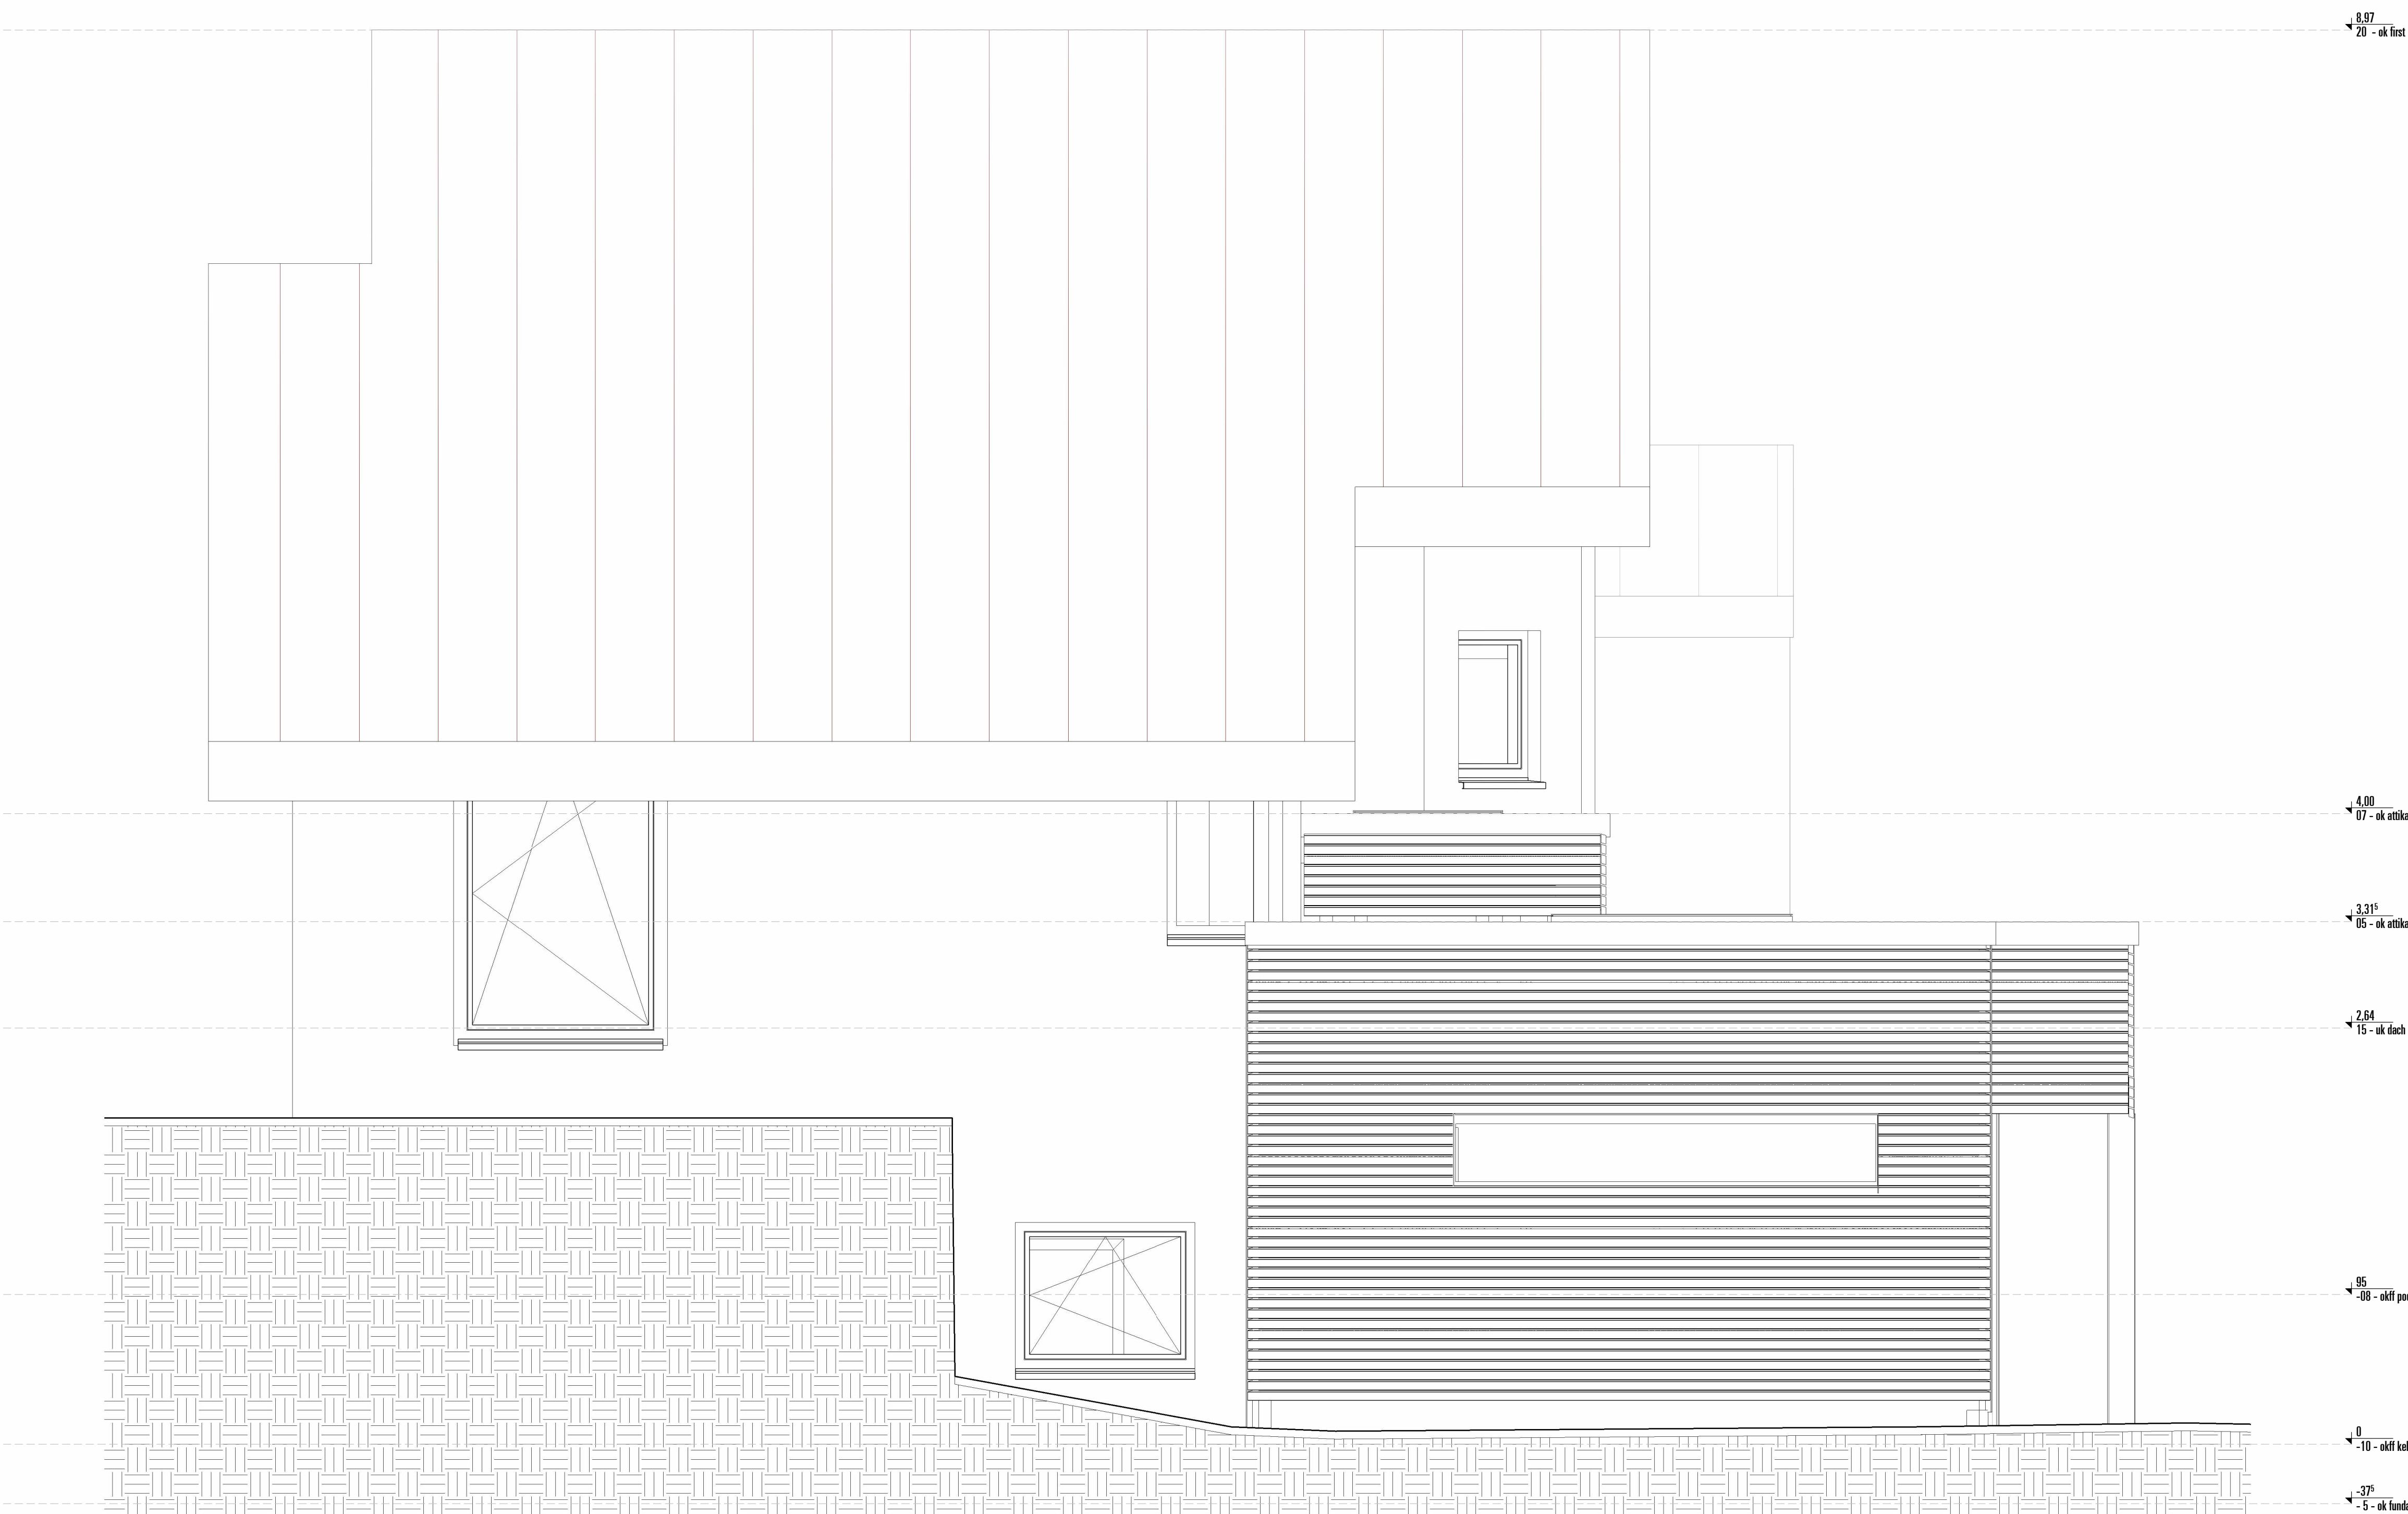 8,97
20 - ok first
4,00
07 - ok attika
3,31⁵
05 - ok attika
2,64
15 - uk dach
95
-08 - okff
0
-10 - okff
-37⁵
- 5 - ok